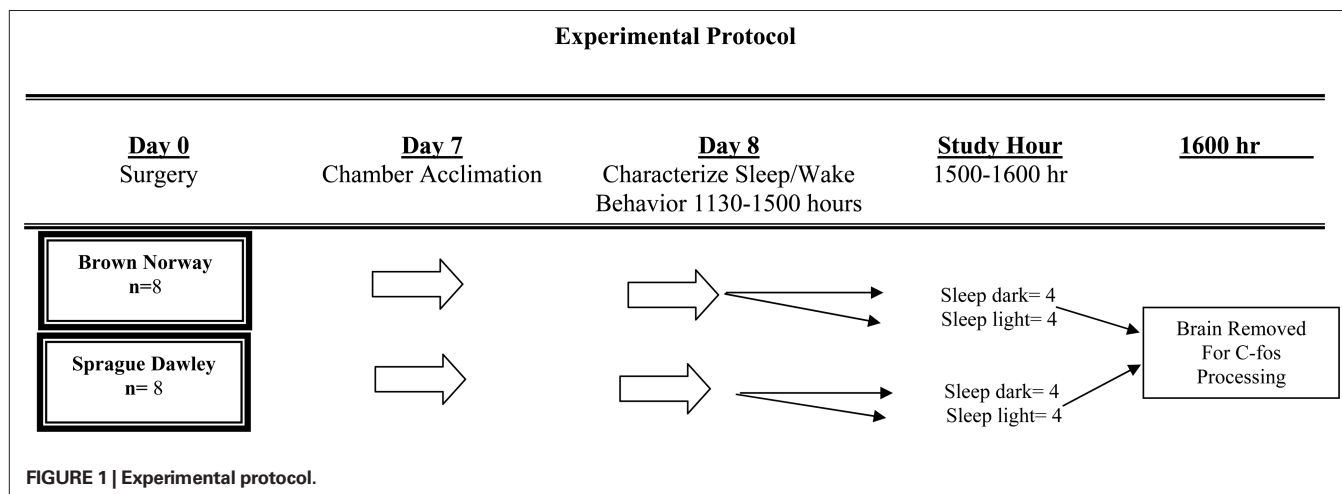 Experimental Protocol
Day 0 Day 7 Day 8 Study Hour 1600 hr
Surgery Chamber Acclimation Characterize Sleep/Wake 1500-1600 hr
Behavior 1130-1500 hours
Brown Norway
n=8
Sleep dark= 4
Sleep light= 4
Sprague Dawley
n= 8
Sleep dark= 4
Sleep light= 4
Brain Removed
For C-fos
Processing
FIGURE 1 | Experimental protocol.